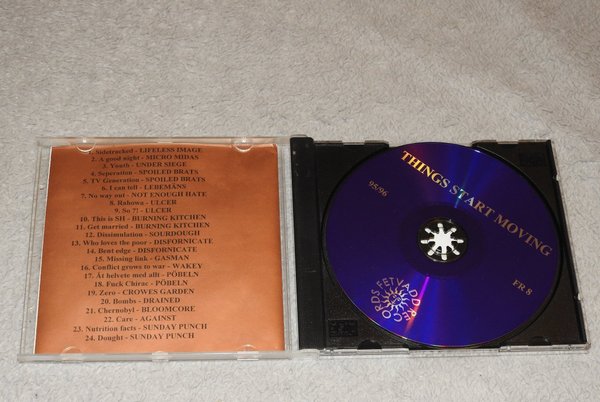 1. Sidetracked - LIFELESS IMAGE
2. A good night - MICRO MIDAS
3. Youth - UNDER SIEGE
4. Seperation - SPOILED BRATS
5. TV Generation - SPOILED BRATS
6. I can tell - LEBEMÄNS
7. No way out - NOT ENOUGH HATE
8. Rahowa - ULCER
9. So ?! - ULCER
10. This is SH - BURNING KITCHEN
11. Get married - BURNING KITCHEN
12. Dissimulation - SOURDOUGH
13. Who loves the poor - DISFORNICATE
14. Bent edge - DISFORNICATE
15. Missing link - GASMAN
16. Conflict grows to war - WAKEY
17. Åt helvete med allt - PÖBELN
18. Fuck Chirac - PÖBELN
19. Zero - CROWES GARDEN
20. Bombs - DRAINED
21. Chernobyl - BLOOMCORE
22. Care - AGAINST
23. Nutrition facts - SUNDAY PUNCH
24. Dought - SUNDAY PUNCH
THINGS START MOVING
95/96
FR 8
FETVADD RECORDS